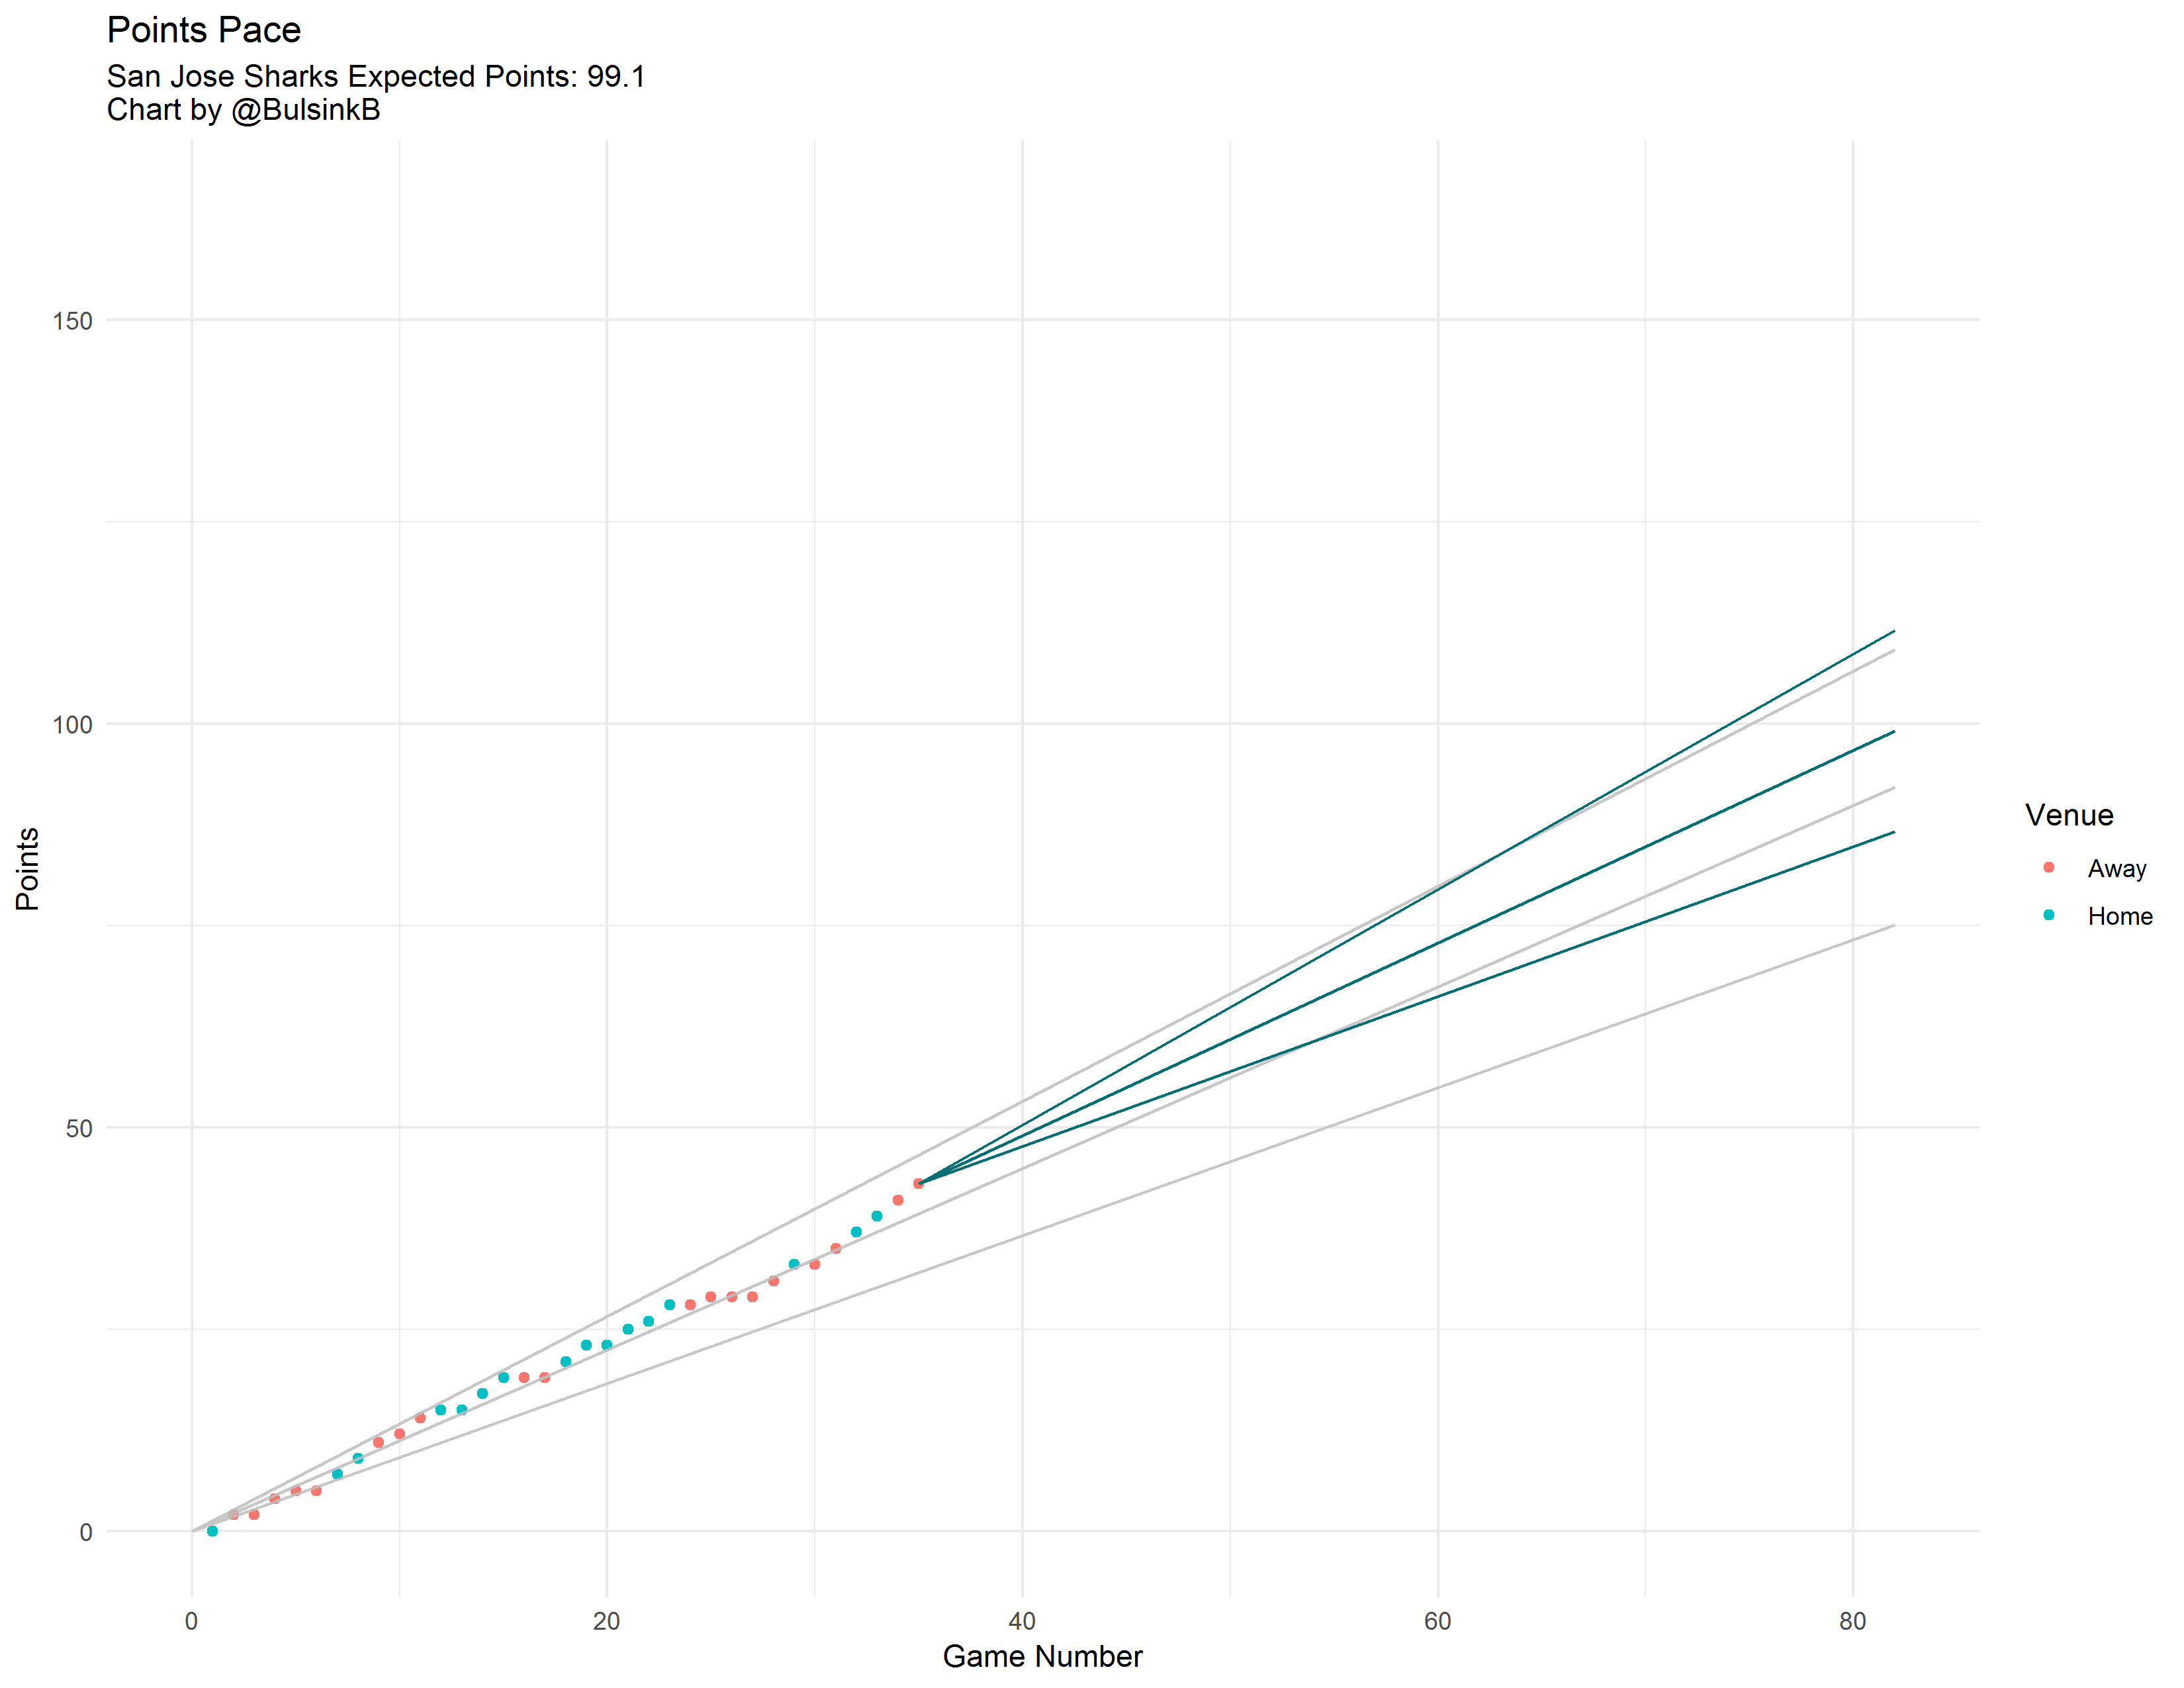 Points Pace
San Jose Sharks Expected Points: 99.1
Chart by @BulsinkB
150
100
50
0
Points
0 20 40 60 80
Game Number
Venue
Away
Home